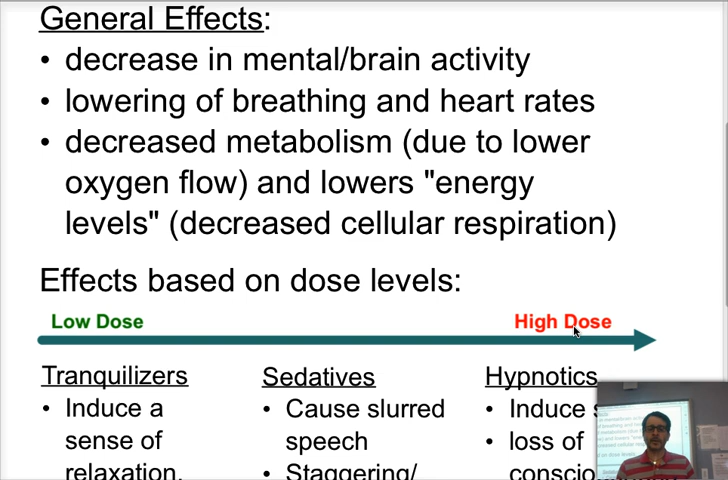 General Effects:
• decrease in mental/brain activity
• lowering of breathing and heart rates
• decreased metabolism (due to lower
oxygen flow) and lowers "energy
levels" (decreased cellular respiration)
Effects based on dose levels:
Low Dose
High Dose
Tranquilizers
• Induce a
sense of
relaxation,
Sedatives
• Cause slurred
speech
• Staggering/
Hypnotics
• Induce
• loss of